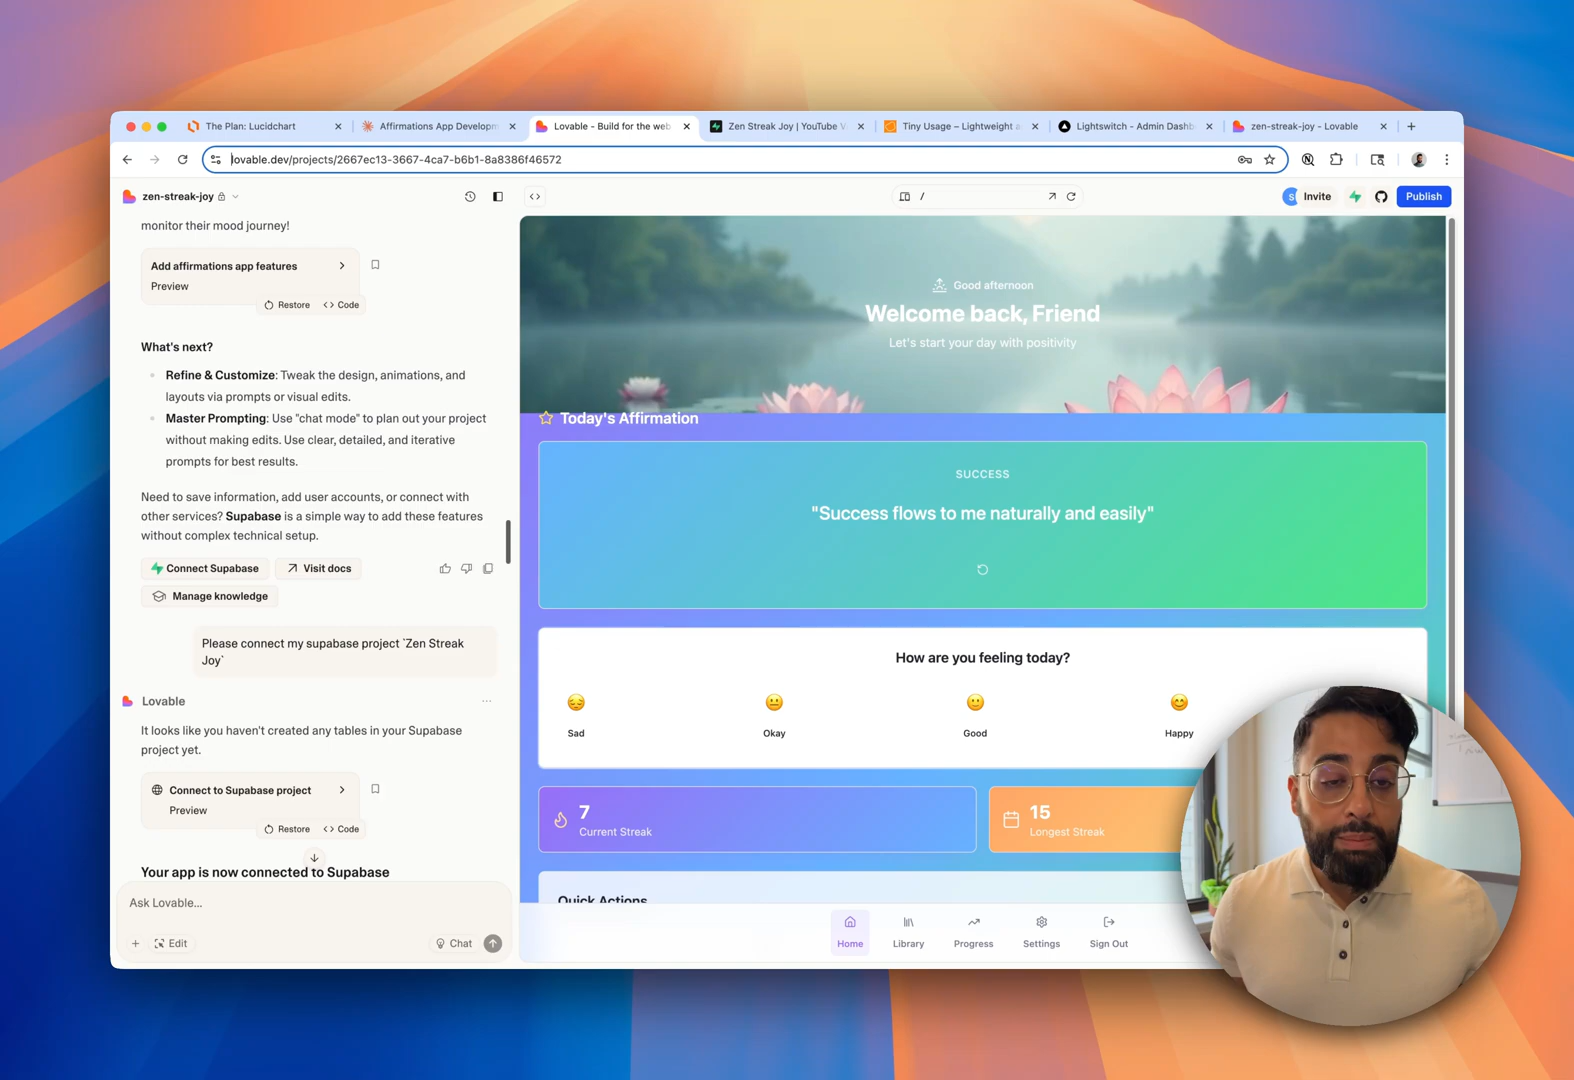 The Plan: Lucidchart
Affirmations App Developm
Lovable - Build for the web
Zen Streak Joy | YouTube V
Tiny Usage – Lightweight a
Lightswitch - Admin Dashb
zen-streak-joy - Lovable
lovable.dev/projects/2667ec13-3667-4ca7-b6b1-8a8386f46572
zen-streak-joy
/
S Invite
Publish
monitor their mood journey!
Add affirmations app features
Preview
Restore
Code
What's next?
Refine & Customize: Tweak the design, animations, and
layouts via prompts or visual edits.
Master Prompting: Use "chat mode" to plan out your project
without making edits. Use clear, detailed, and iterative
prompts for best results.
Need to save information, add user accounts, or connect with
other services? Supabase is a simple way to add these features
without complex technical setup.
Connect Supabase
Visit docs
Manage knowledge
Please connect my supabase project `Zen Streak
Joy`
Lovable
It looks like you haven't created any tables in your Supabase
project yet.
Connect to Supabase project
Preview
Restore
Code
Your app is now connected to Supabase
Ask Lovable...
Edit
Chat
Good afternoon
Welcome back, Friend
Let's start your day with positivity
Today's Affirmation
SUCCESS
"Success flows to me naturally and easily"
How are you feeling today?
Sad
Okay
Good
Happy
7
Current Streak
15
Longest Streak
Quick Actions
Home
Library
Progress
Settings
Sign Out